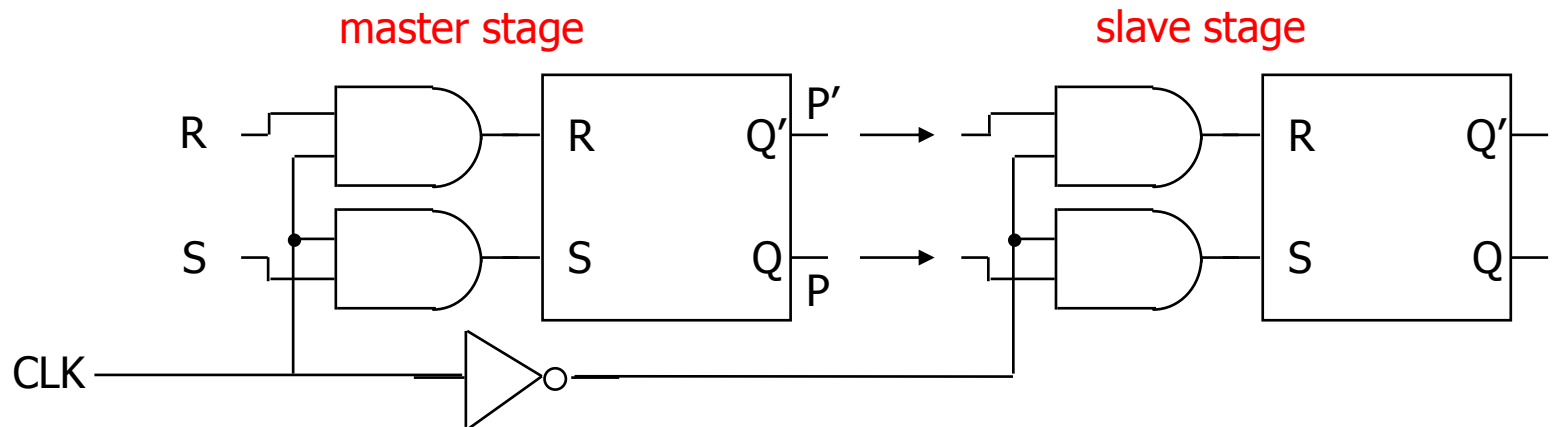 master stage
slave stage
P’
R
R
Q’
R
Q’
S
S
Q
S
Q
P
CLK